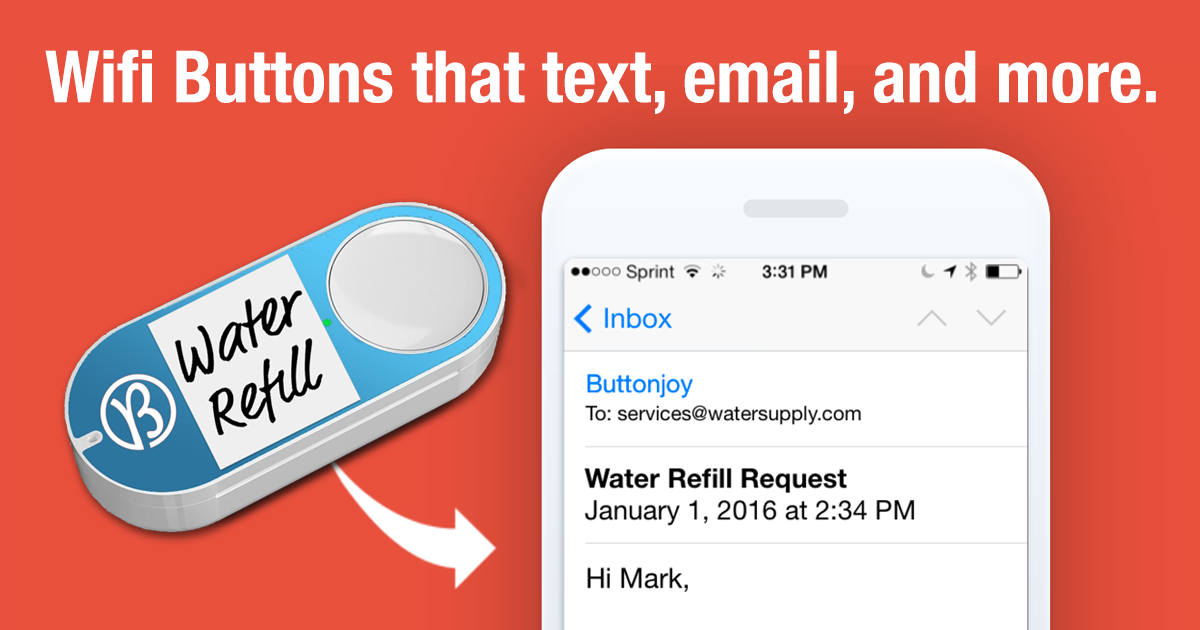 Wifi Buttons that text, email, and more.
Water
Refill
B
Sprint 3:31 PM
Inbox
Buttonjoy
To: services@watersupply.com
Water Refill Request
January 1, 2016 at 2:34 PM
Hi Mark,